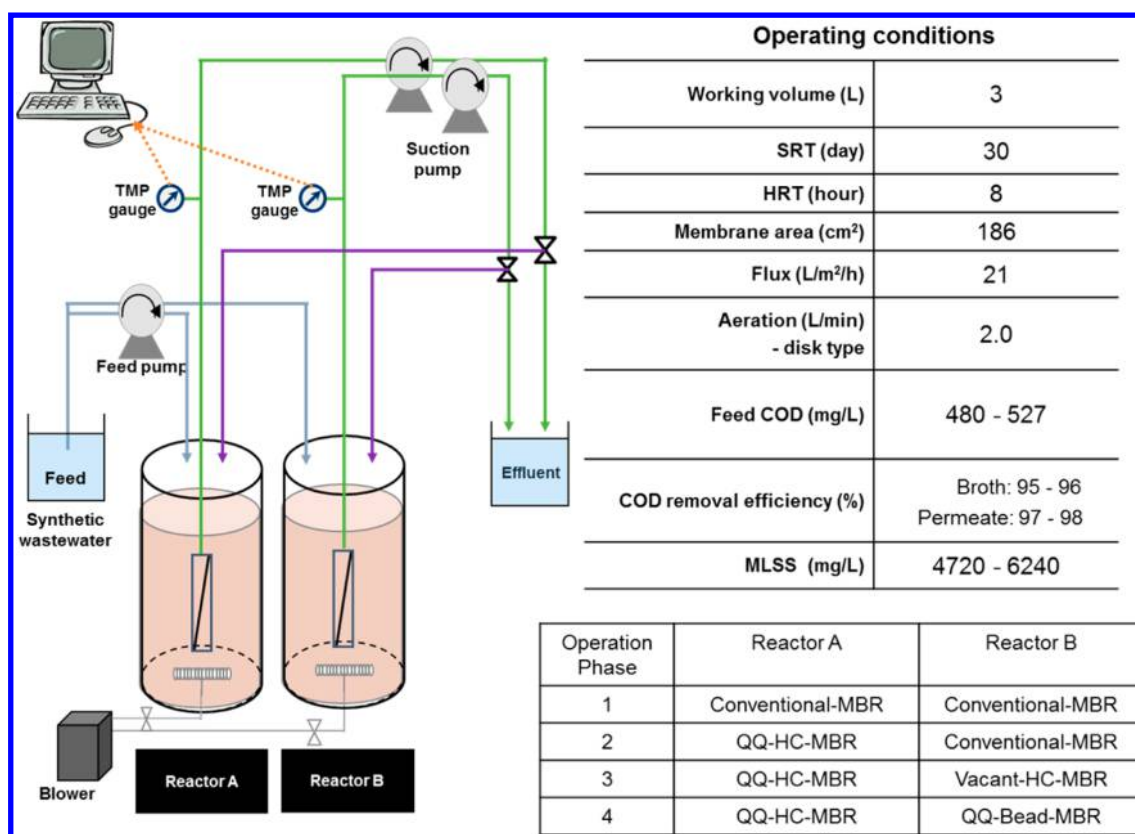 Operating conditions
Working volume (L) 3
SRT (day) 30
HRT (hour) 8
Membrane area (cm²) 186
Flux (L/m²/h) 21
Aeration (L/min)
- disk type 2.0
Feed COD (mg/L) 480 - 527
COD removal efficiency (%) Broth: 95 - 96
Permeate: 97 - 98
MLSS (mg/L) 4720 - 6240
Suction
pump
TMP
gauge
TMP
gauge
Feed pump
Feed
Synthetic
wastewater
Effluent
Blower
Reactor A
Reactor B
Operation
Phase Reactor A Reactor B
1 Conventional-MBR Conventional-MBR
2 QQ-HC-MBR Conventional-MBR
3 QQ-HC-MBR Vacant-HC-MBR
4 QQ-HC-MBR QQ-Bead-MBR